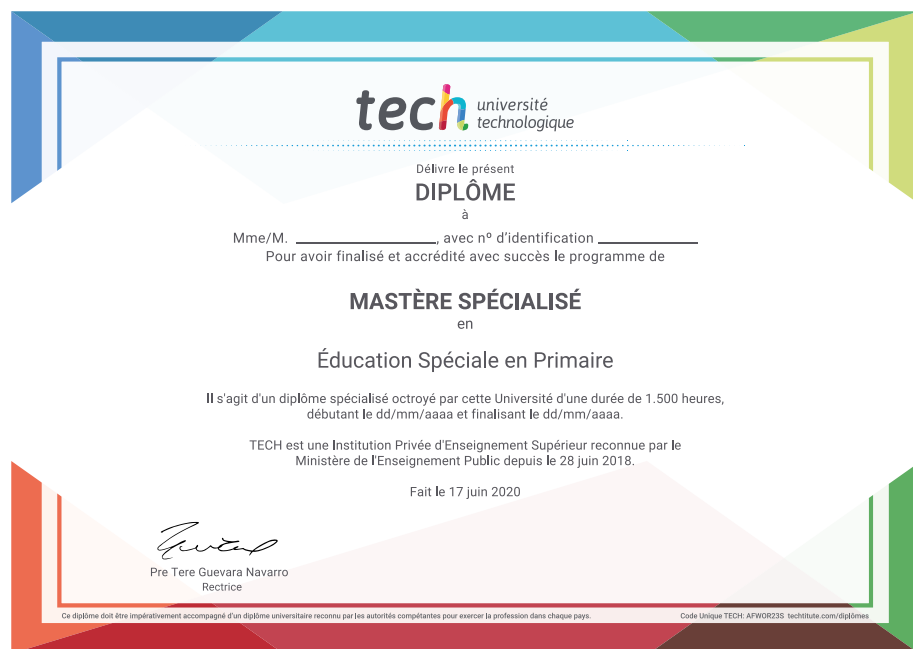 tech université
technologique
Délivre le présent
DIPLÔME
à
Mme/M. ____________, avec nº d'identification ____________
Pour avoir finalisé et accrédité avec succès le programme de
MASTÈRE SPÉCIALISÉ
en
Éducation Spéciale en Primaire
Il s'agit d'un diplôme spécialisé octroyé par cette Université d'une durée de 1.500 heures,
débutant le dd/mm/aaaa et finalisant le dd/mm/aaaa.
TECH est une Institution Privée d'Enseignement Supérieur reconnue par le
Ministère de l'Enseignement Public depuis le 28 juin 2018.
Fait le 17 juin 2020
Pre Tere Guevara Navarro
Rectrice
Ce diplôme doit être impérativement accompagné d'un diplôme universitaire reconnu par les autorités compétantes pour exercer la profession dans chaque pays. Code Unique TECH: AFWOR23S techtitute.com/diplômes